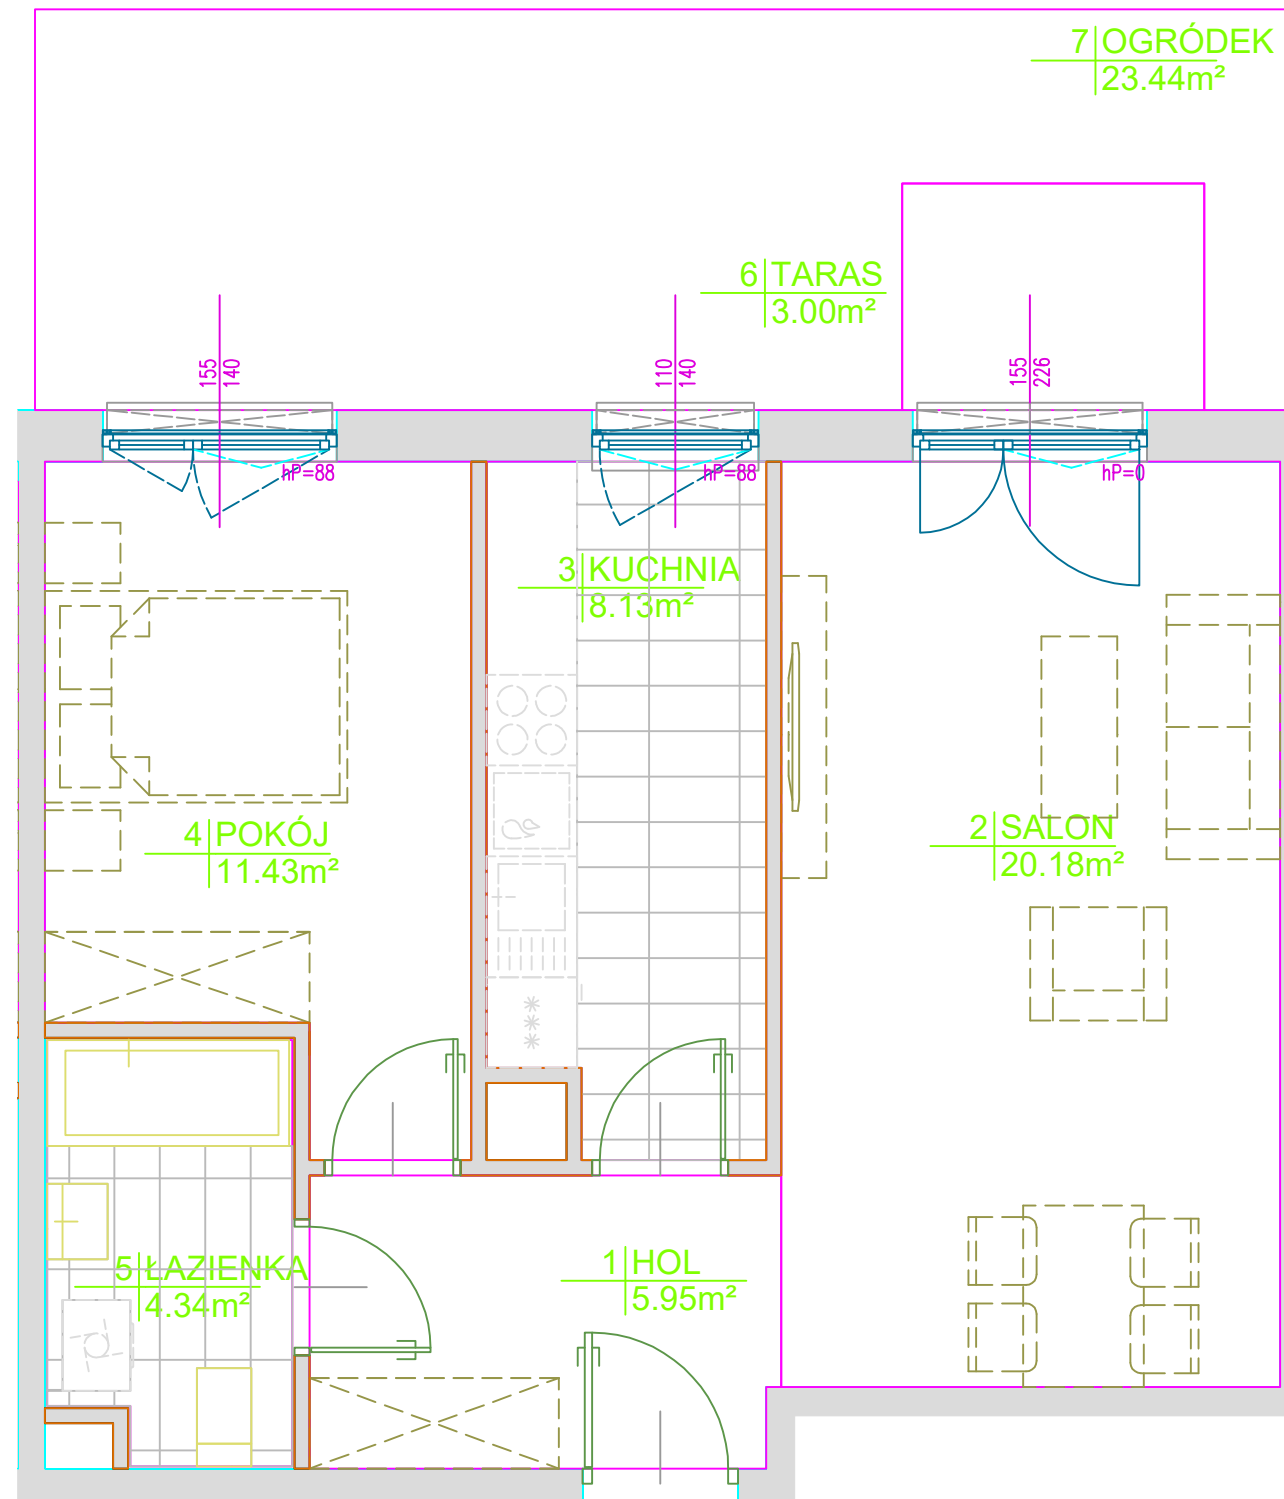 7 OGRÓDEK
23.44m²
6 TARAS
3.00m²
155
140
110
140
155
226
hP=88
hP=88
hP=0
3 KUCHNIA
8.13m²
4 POKÓJ
11.43m²
2 SALON
20.18m²
5 ŁAZIENKA
4.34m²
1 HOL
5.95m²